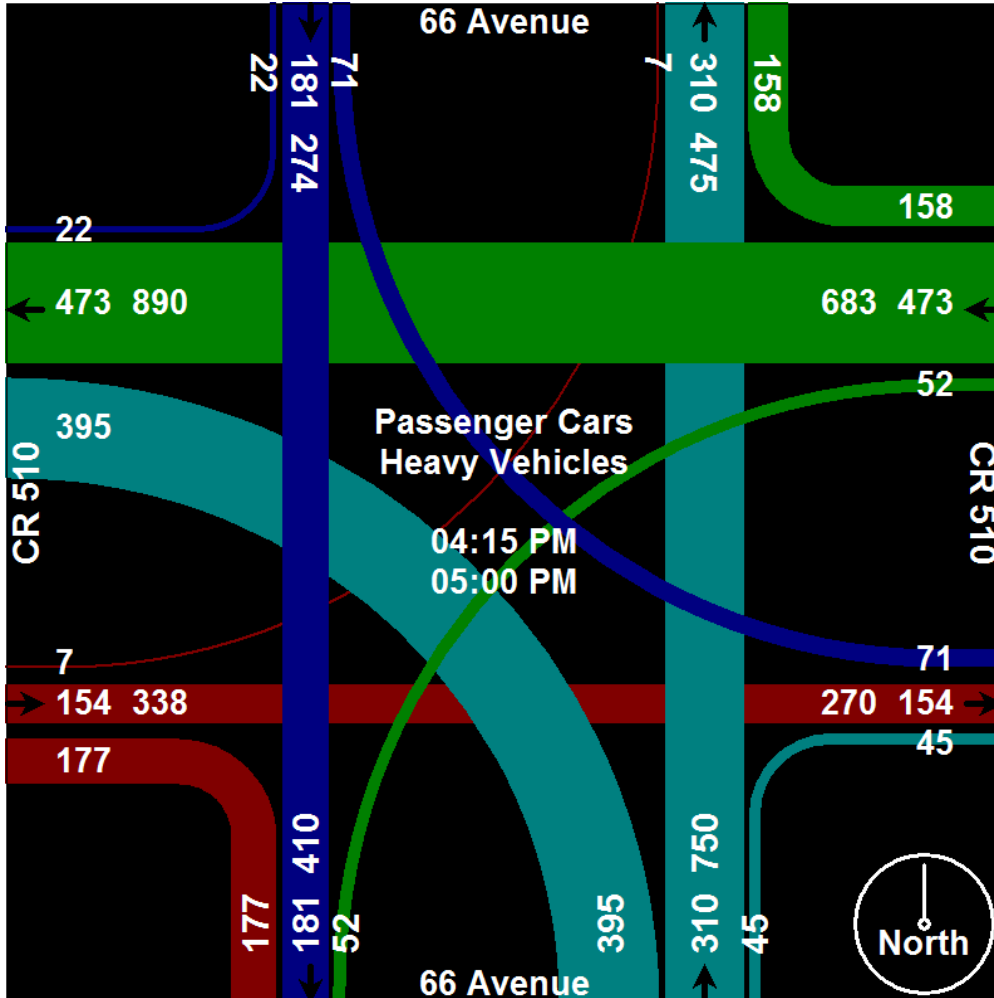 66 Avenue
22
181 274
71
7
310 475
158
158
22
473 890
683 473
395
52
Passenger Cars
Heavy Vehicles
CR 510
CR 510
04:15 PM
05:00 PM
7
71
154 338
270 154
177
45
177
181 410
52
395
310 750
45
North
66 Avenue